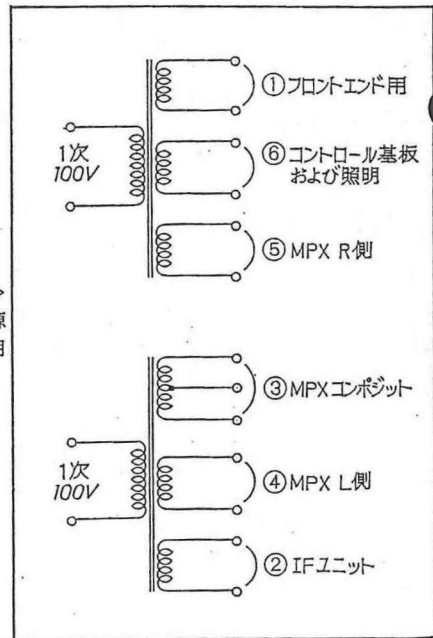 ①フロントエンド用
1次
100V
⑥コントロール基板
および照明
⑤MPX R側
③MPXコンポジット
1次
100V
④MPX L側
②IFユニット